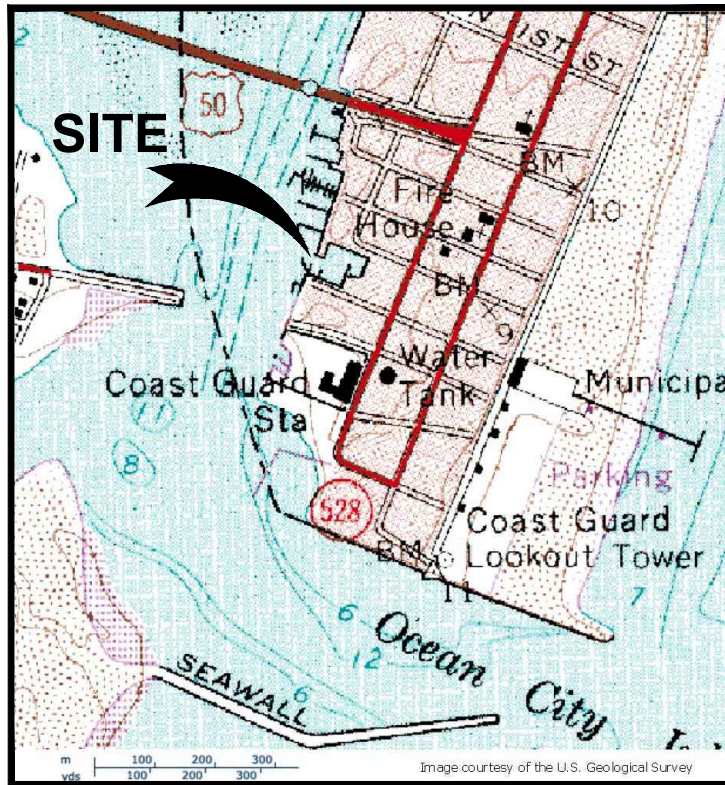 2
N 1ST ST
50
SITE
BM
Fire
House
10
BM
9
Water
Tank
Coast Guard
Sta
Municipa
11
8
Parking
528
Coast Guard
Lookout Tower
BM
11
7
6
12
Ocean City
SEAWALL
6
m 100 200 300
yds 100 200 300
Image courtesy of the U.S. Geological Survey